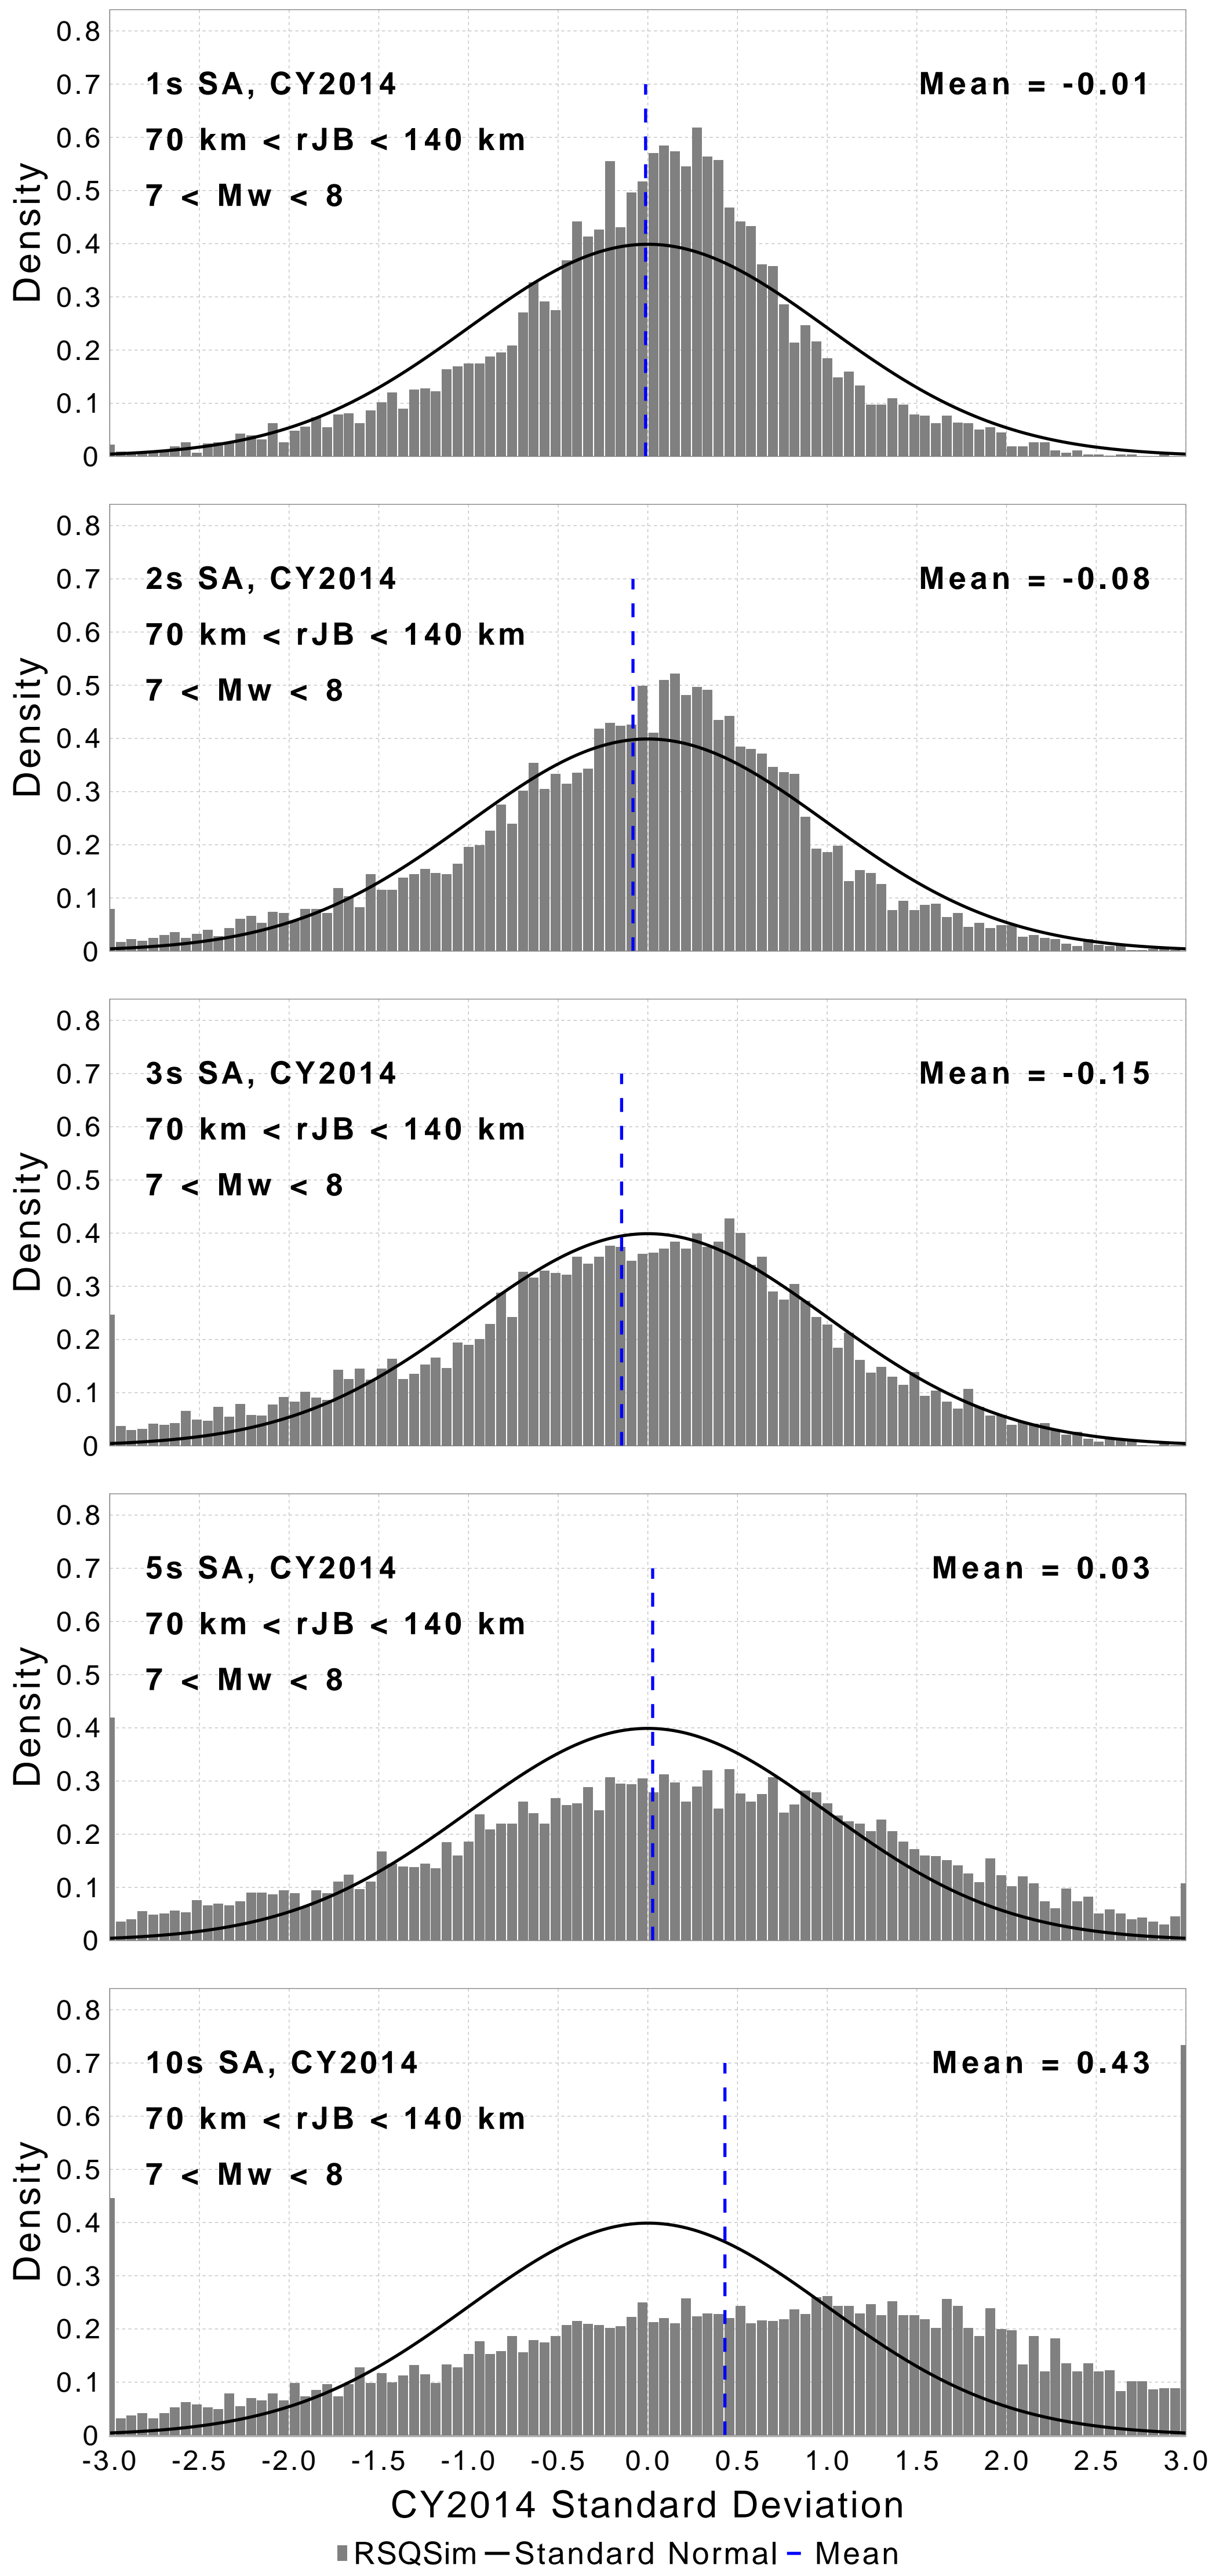 0.8
0.7
0.6
0.5
0.4
0.3
0.2
0.1
0
Density
1s SA, CY2014
Mean = -0.01
70 km < rJB < 140 km
7 < Mw < 8
0.8
0.7
0.6
0.5
0.4
0.3
0.2
0.1
0
Density
2s SA, CY2014
Mean = -0.08
70 km < rJB < 140 km
7 < Mw < 8
0.8
0.7
0.6
0.5
0.4
0.3
0.2
0.1
0
Density
3s SA, CY2014
Mean = -0.15
70 km < rJB < 140 km
7 < Mw < 8
0.8
0.7
0.6
0.5
0.4
0.3
0.2
0.1
0
Density
5s SA, CY2014
Mean = 0.03
70 km < rJB < 140 km
7 < Mw < 8
0.8
0.7
0.6
0.5
0.4
0.3
0.2
0.1
0
Density
10s SA, CY2014
Mean = 0.43
70 km < rJB < 140 km
7 < Mw < 8
-3.0 -2.5 -2.0 -1.5 -1.0 -0.5 0.0 0.5 1.0 1.5 2.0 2.5 3.0
CY2014 Standard Deviation
RSQSim Standard Normal Mean